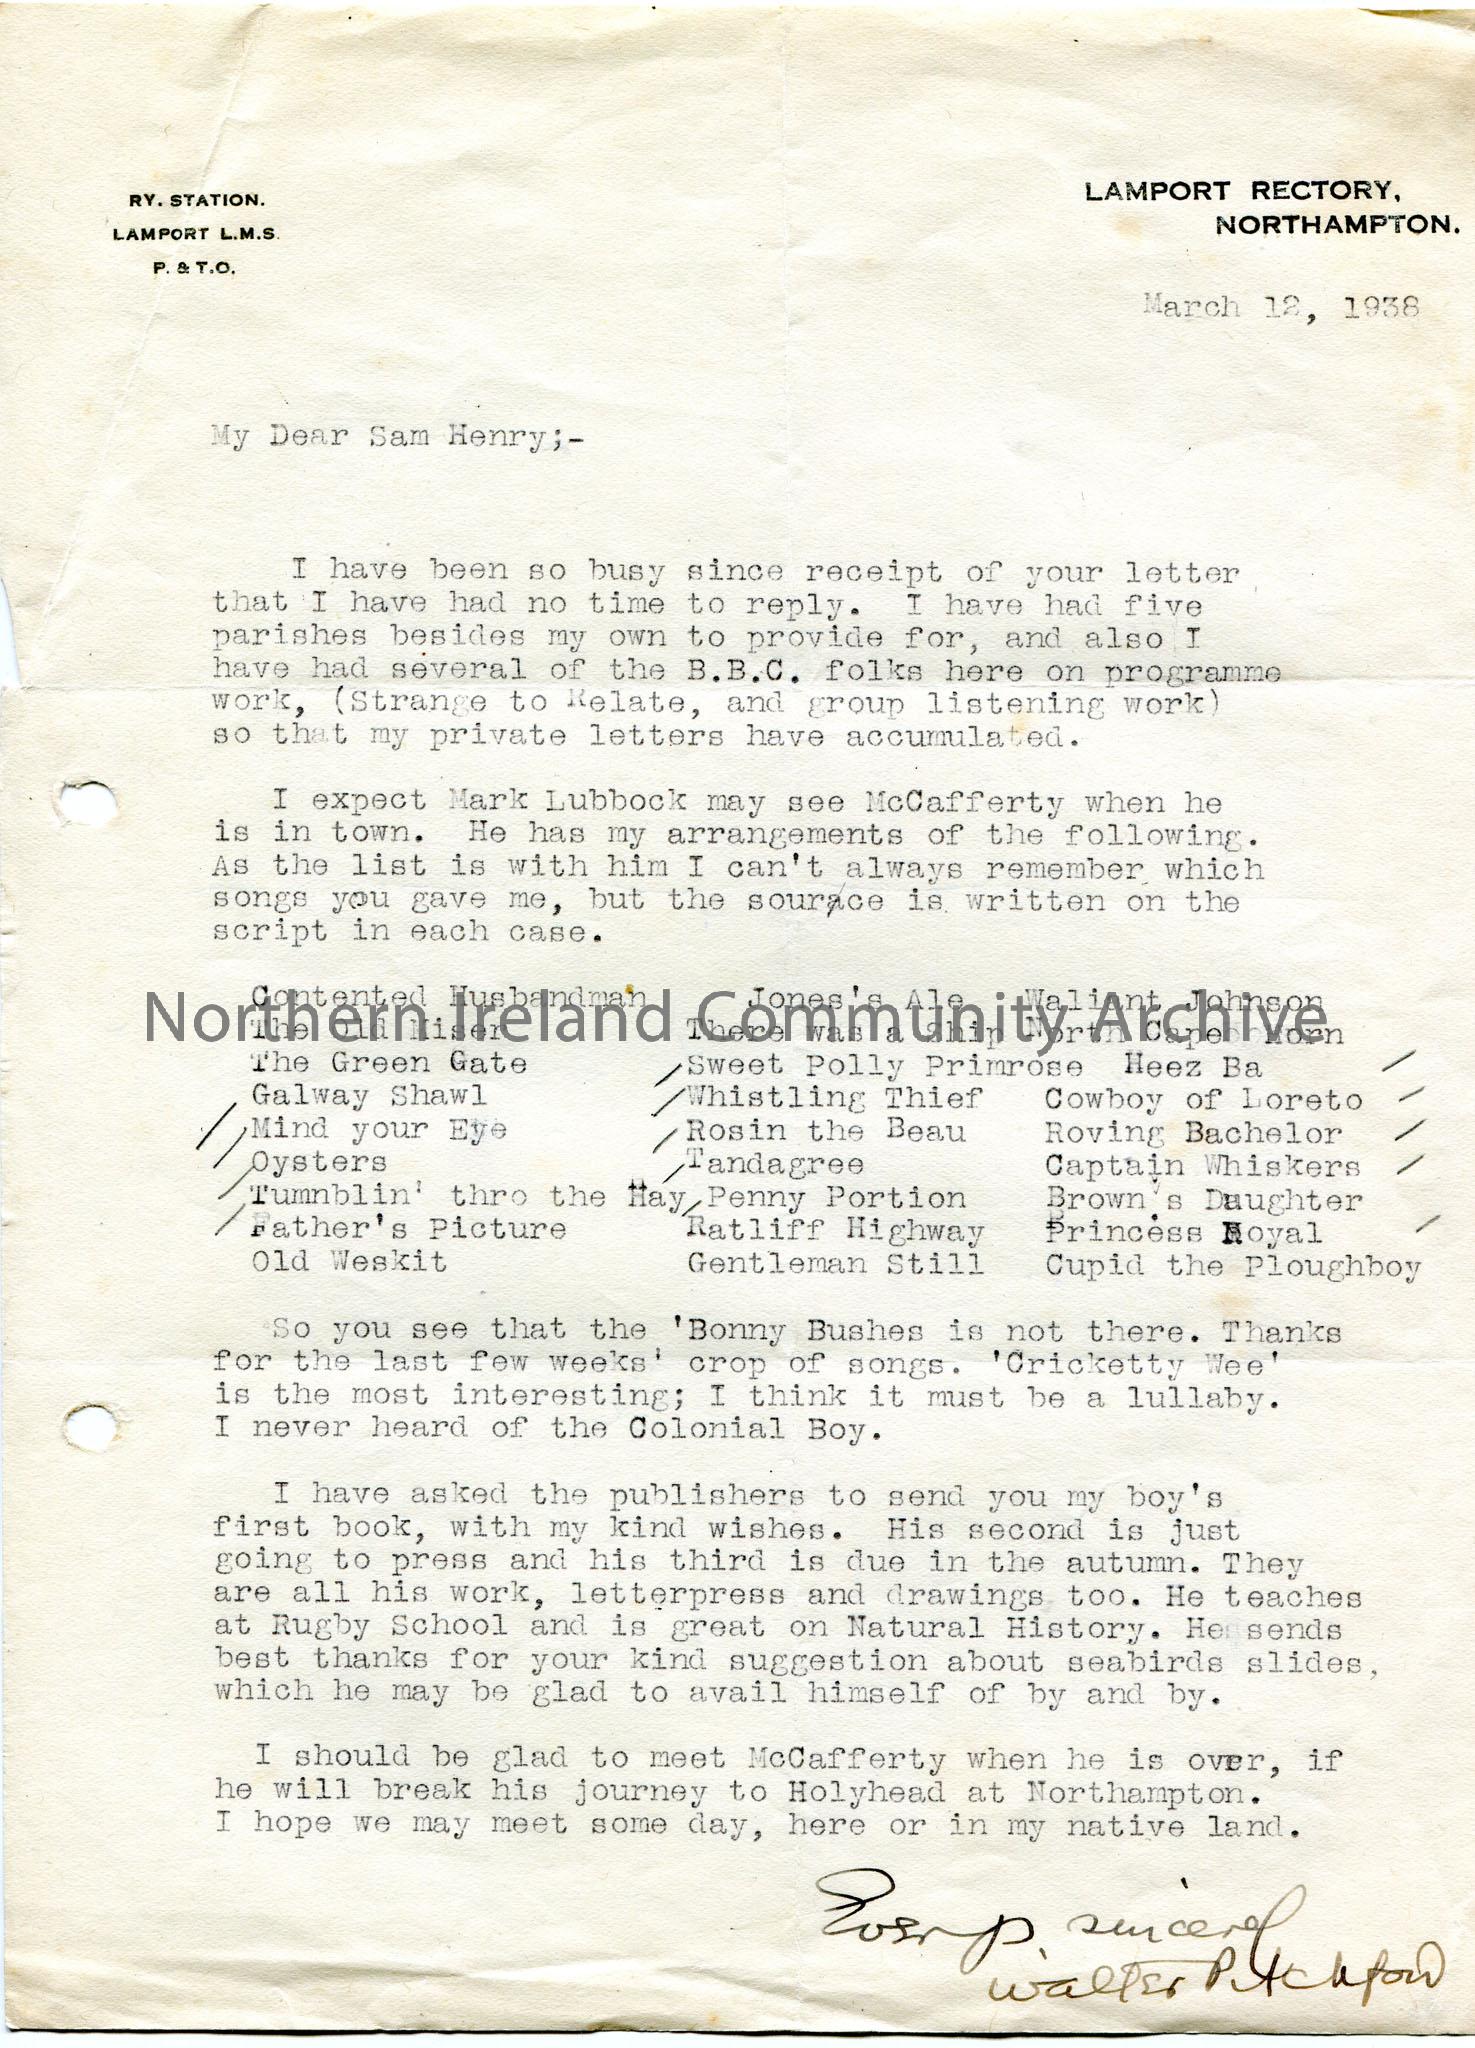 RY. STATION.
LAMPORT L.M.S.
P. & T.O.
LAMPORT RECTORY,
NORTHAMPTON.
March 12, 1938
My Dear Sam Henry;-
I have been so busy since receipt of your letter
that I have had no time to reply. I have had five
parishes besides my own to provide for, and also I
have had several of the B.B.C. folks here on programme
work, (Strange to Relate, and group listening work)
so that my private letters have accumulated.
I expect Mark Lubbock may see McCafferty when he
is in town. He has my arrangements of the following.
As the list is with him I can't always remember which
songs you gave me, but the sourace is written on the
script in each case.
Contented Husbandman Jones's Ale Waliant Johnson
Northern Ireland Community Archive
The Old Miser There was a Ship North Cape Horn
The Green Gate Sweet Polly Primrose Heez Ba
Galway Shawl Whistling Thief Cowboy of Loreto
Mind your Eye Rosin the Beau Roving Bachelor
Oysters Tandagree Captain Whiskers
Tumnblin' thro the Hay Penny Portion Brown's Daughter
Father's Picture Ratliff Highway Princess Royal
Old Weskit Gentleman Still Cupid the Ploughboy
So you see that the 'Bonny Bushes is not there. Thanks
for the last few weeks' crop of songs. 'Cricketty Wee'
is the most interesting; I think it must be a lullaby.
I never heard of the Colonial Boy.
I have asked the publishers to send you my boy's
first book, with my kind wishes. His second is just
going to press and his third is due in the autumn. They
are all his work, letterpress and drawings too. He teaches
at Rugby School and is great on Natural History. He sends
best thanks for your kind suggestion about seabirds slides,
which he may be glad to avail himself of by and by.
I should be glad to meet McCafferty when he is over, if
he will break his journey to Holyhead at Northampton.
I hope we may meet some day, here or in my native land.
sincerely
Walter Pitchford